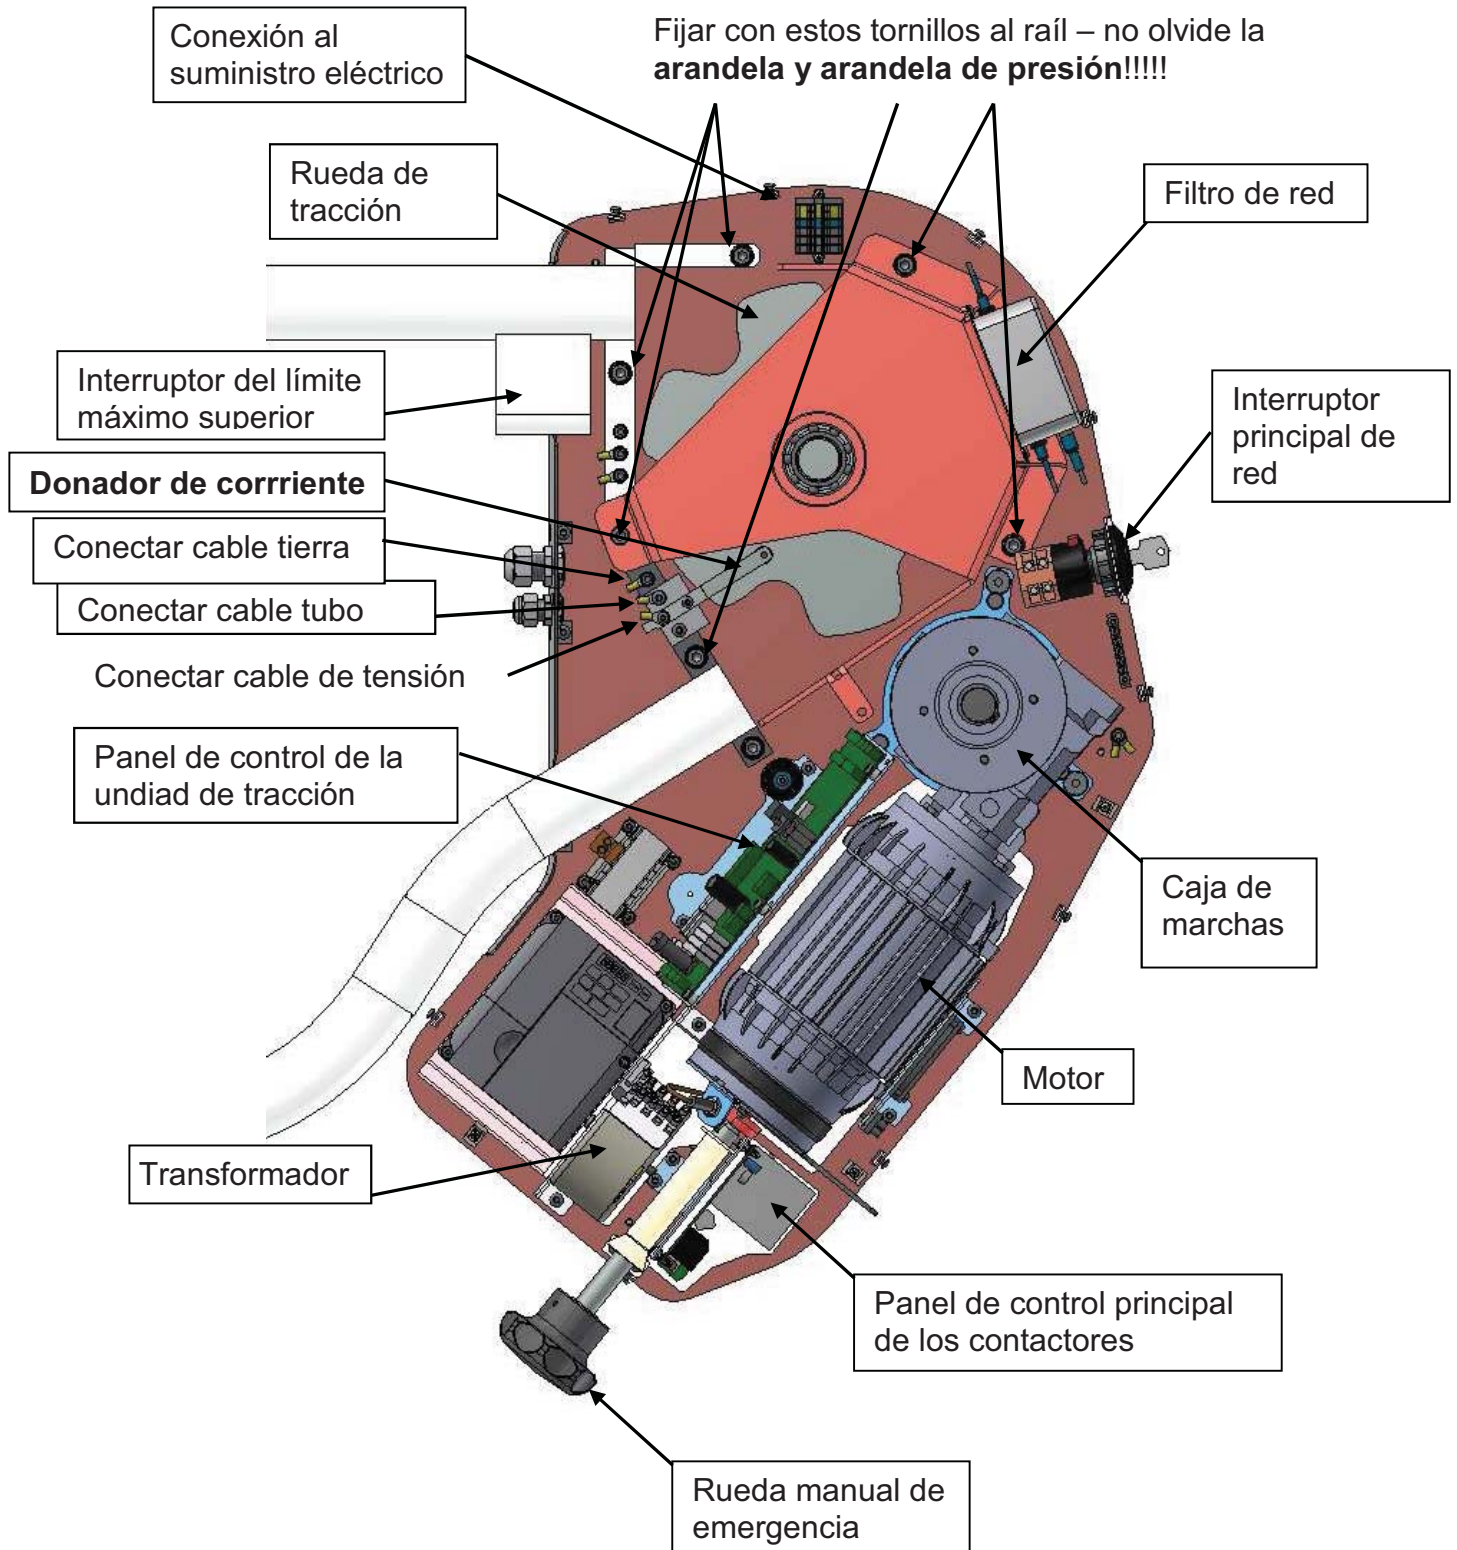 Conexión al
suministro eléctrico
Fijar con estos tornillos al raíl – no olvide la
arandela y arandela de presión!!!!!
Rueda de
tracción
Filtro de red
Interruptor del límite
máximo superior
Interruptor
principal de
red
Donador de corrriente
Conectar cable tierra
Conectar cable tubo
Conectar cable de tensión
Panel de control de la
undiad de tracción
Caja de
marchas
Motor
Transformador
Panel de control principal
de los contactores
Rueda manual de
emergencia